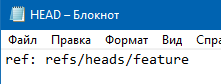 HEAD – Блокнот
Файл Правка Формат Вид Спра
ref: refs/heads/feature